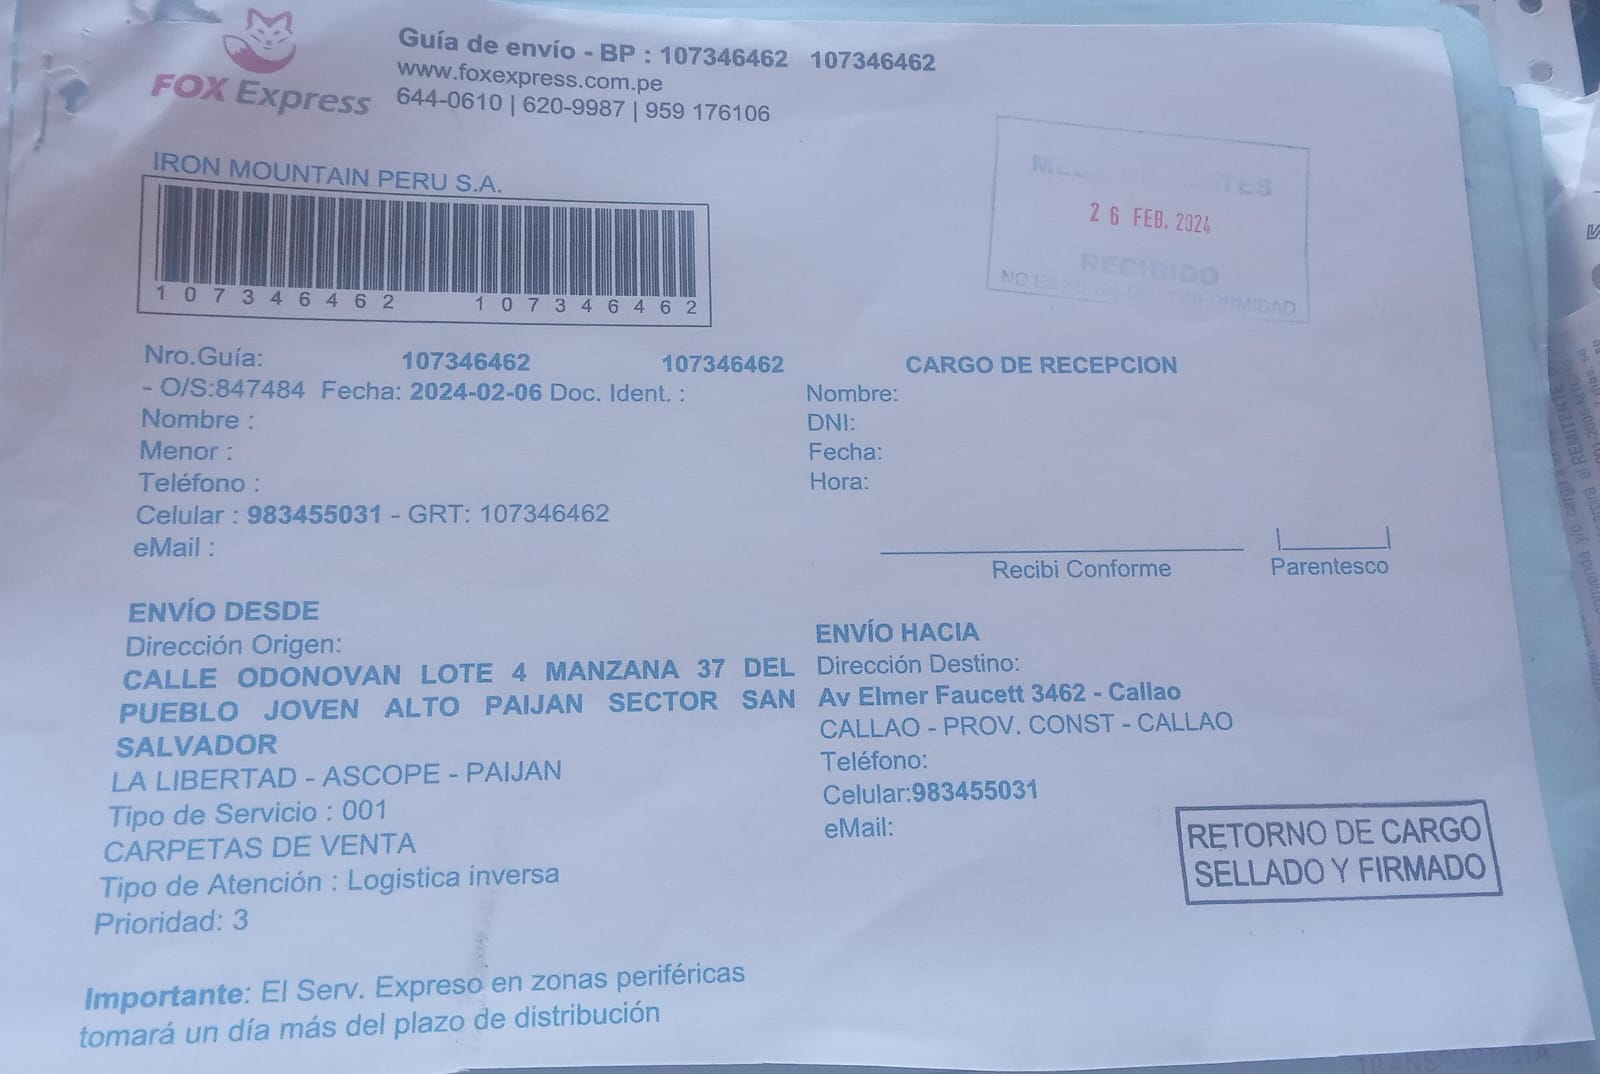 FOX Express
Guía de envío - BP : 107346462 107346462
www.foxexpress.com.pe
644-0610 | 620-9987 | 959 176106
IRON MOUNTAIN PERU S.A.
107346462 107346462
26 FEB. 2024
RECIBIDO
NO ES SEÑAL DE CONFORMIDAD
Nro.Guía: 107346462 107346462
- O/S:847484 Fecha: 2024-02-06 Doc. Ident. :
Nombre :
Menor :
Teléfono :
Celular : 983455031 - GRT: 107346462
eMail :
CARGO DE RECEPCION
Nombre:
DNI:
Fecha:
Hora:
Recibi Conforme
Parentesco
ENVÍO DESDE
Dirección Origen:
CALLE ODONOVAN LOTE 4 MANZANA 37 DEL
PUEBLO JOVEN ALTO PAIJAN SECTOR SAN
SALVADOR
LA LIBERTAD - ASCOPE - PAIJAN
Tipo de Servicio : 001
CARPETAS DE VENTA
Tipo de Atención : Logistica inversa
Prioridad: 3
ENVÍO HACIA
Dirección Destino:
Av Elmer Faucett 3462 - Callao
CALLAO - PROV. CONST - CALLAO
Teléfono:
Celular:983455031
eMail:
RETORNO DE CARGO
SELLADO Y FIRMADO
Importante: El Serv. Expreso en zonas periféricas
tomará un día más del plazo de distribución
TRANSPORTISTA